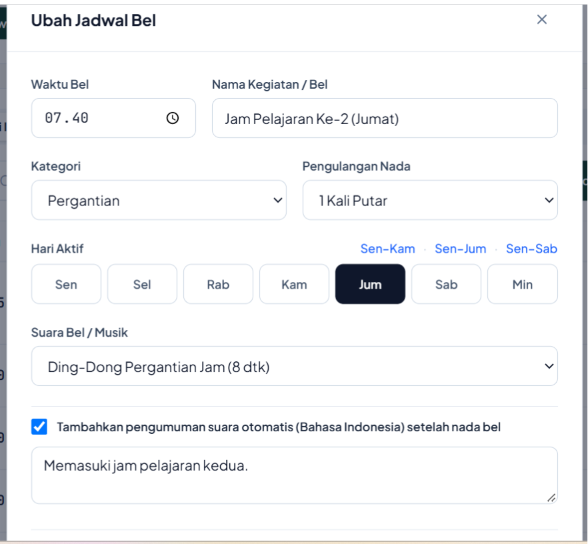 Ubah Jadwal Bel
Waktu Bel
Nama Kegiatan / Bel
07.40
Jam Pelajaran Ke-2 (Jumat)
Kategori
Pengulangan Nada
Pergantian
1 Kali Putar
Hari Aktif
Sen-Kam · Sen-Jum · Sen-Sab
Sen Sel Rab Kam Jum Sab Min
Suara Bel / Musik
Ding-Dong Pergantian Jam (8 dtk)
Tambahkan pengumuman suara otomatis (Bahasa Indonesia) setelah nada bel
Memasuki jam pelajaran kedua.